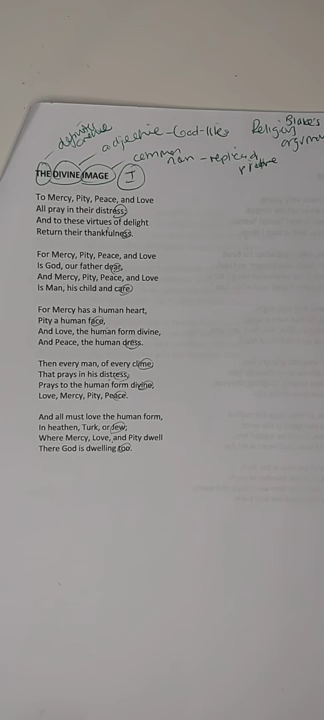 definite
adjective - God-like
common
noun - replicad
Religion
Blake's
THE DIVINE IMAGE
I
To Mercy, Pity, Peace, and Love
All pray in their distress;
And to these virtues of delight
Return their thankfulness.
For Mercy, Pity, Peace, and Love
Is God, our father dear,
And Mercy, Pity, Peace, and Love
Is Man, his child and care.
For Mercy has a human heart,
Pity a human face,
And Love, the human form divine,
And Peace, the human dress.
Then every man, of every clime,
That prays in his distress,
Prays to the human form divine,
Love, Mercy, Pity, Peace.
And all must love the human form,
In heathen, Turk, or Jew;
Where Mercy, Love, and Pity dwell
There God is dwelling too.